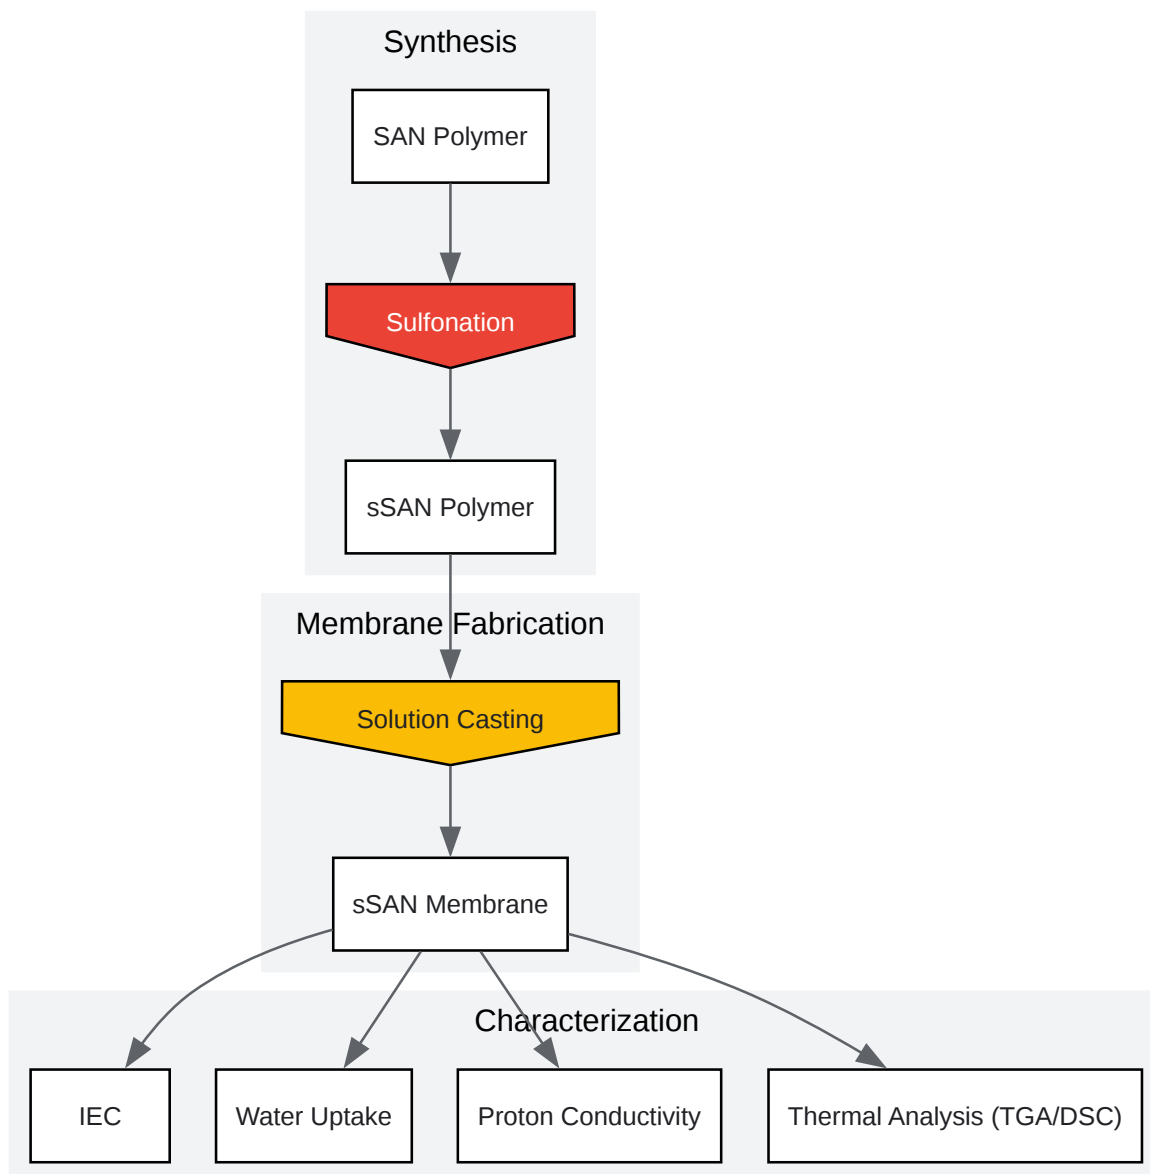 Synthesis
SAN Polymer
Sulfonation
sSAN Polymer
Membrane Fabrication
Solution Casting
sSAN Membrane
Characterization
IEC
Water Uptake
Proton Conductivity
Thermal Analysis (TGA/DSC)